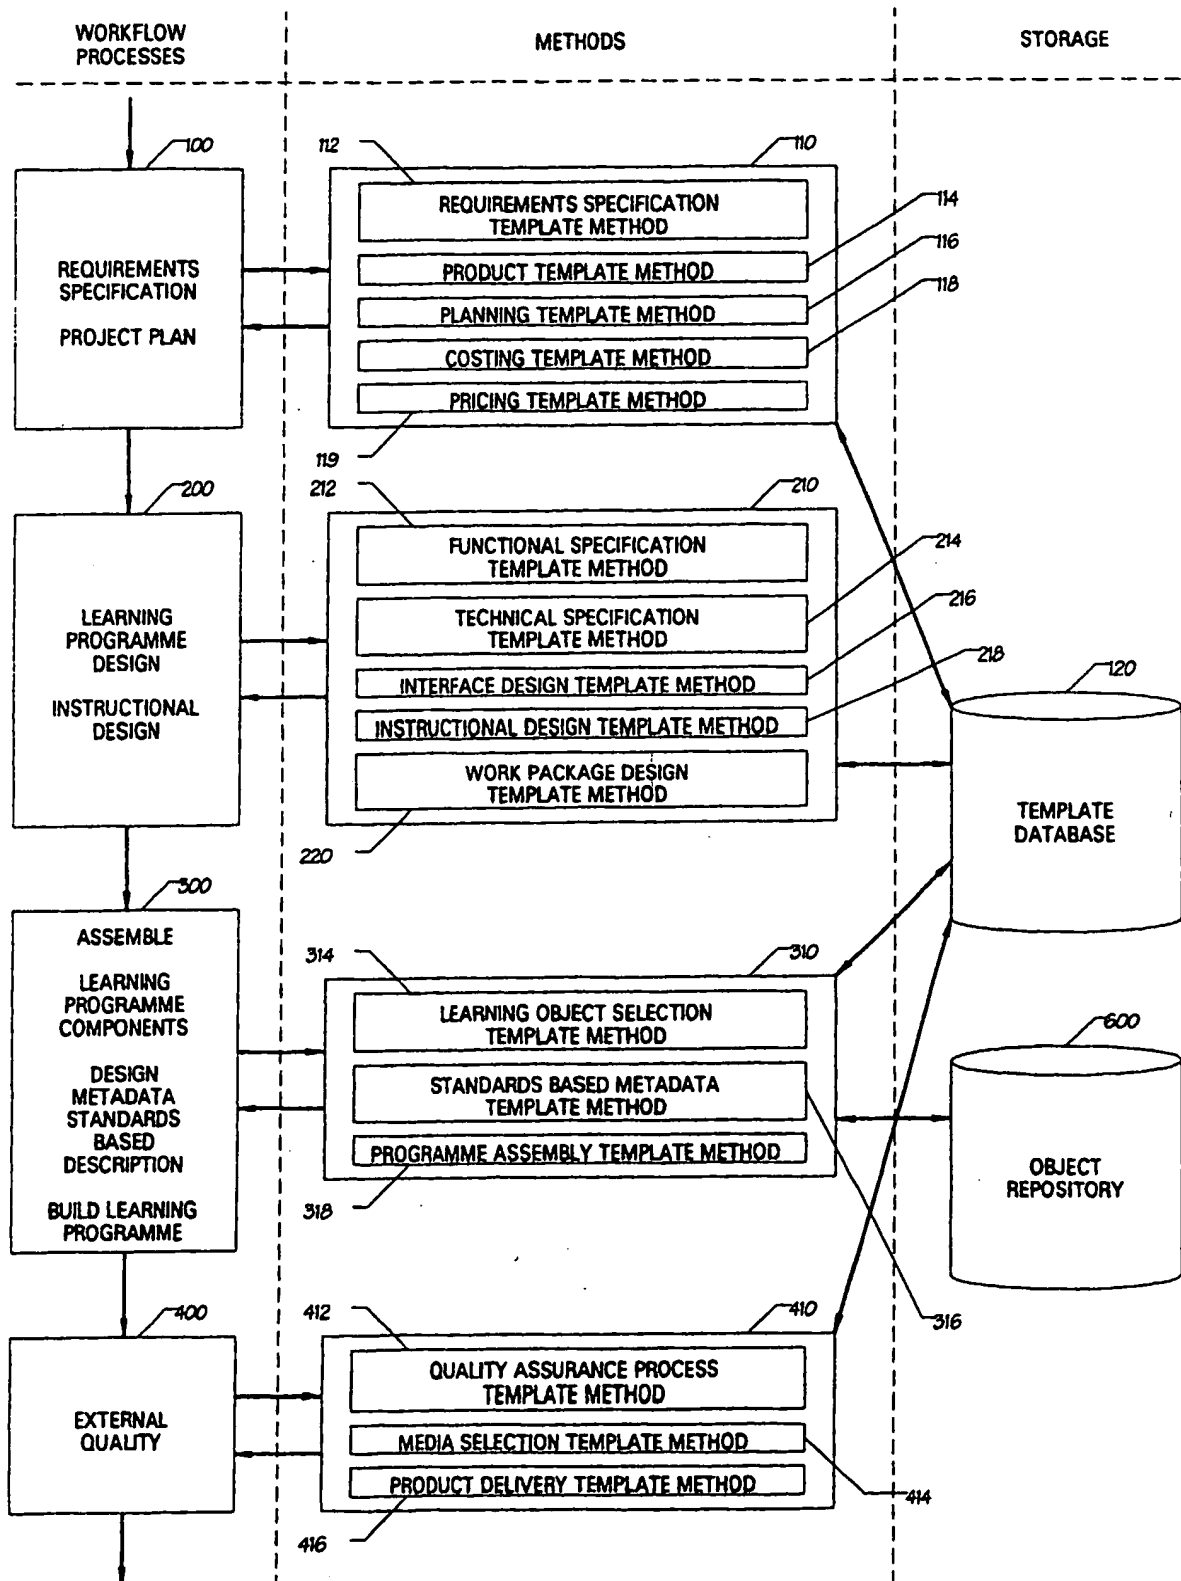 WORKFLOW
PROCESSES
METHODS
STORAGE
100
REQUIREMENTS
SPECIFICATION
PROJECT PLAN
112
110
REQUIREMENTS SPECIFICATION
TEMPLATE METHOD
PRODUCT TEMPLATE METHOD
PLANNING TEMPLATE METHOD
COSTING TEMPLATE METHOD
PRICING TEMPLATE METHOD
114
116
118
119
200
LEARNING
PROGRAMME
DESIGN
INSTRUCTIONAL
DESIGN
212
210
FUNCTIONAL SPECIFICATION
TEMPLATE METHOD
TECHNICAL SPECIFICATION
TEMPLATE METHOD
INTERFACE DESIGN TEMPLATE METHOD
INSTRUCTIONAL DESIGN TEMPLATE METHOD
WORK PACKAGE DESIGN
TEMPLATE METHOD
214
216
218
220
120
TEMPLATE
DATABASE
300
ASSEMBLE
LEARNING
PROGRAMME
COMPONENTS
DESIGN
METADATA
STANDARDS
BASED
DESCRIPTION
BUILD LEARNING
PROGRAMME
314
310
LEARNING OBJECT SELECTION
TEMPLATE METHOD
STANDARDS BASED METADATA
TEMPLATE METHOD
PROGRAMME ASSEMBLY TEMPLATE METHOD
318
316
600
OBJECT
REPOSITORY
400
EXTERNAL
QUALITY
412
410
QUALITY ASSURANCE PROCESS
TEMPLATE METHOD
MEDIA SELECTION TEMPLATE METHOD
PRODUCT DELIVERY TEMPLATE METHOD
414
416